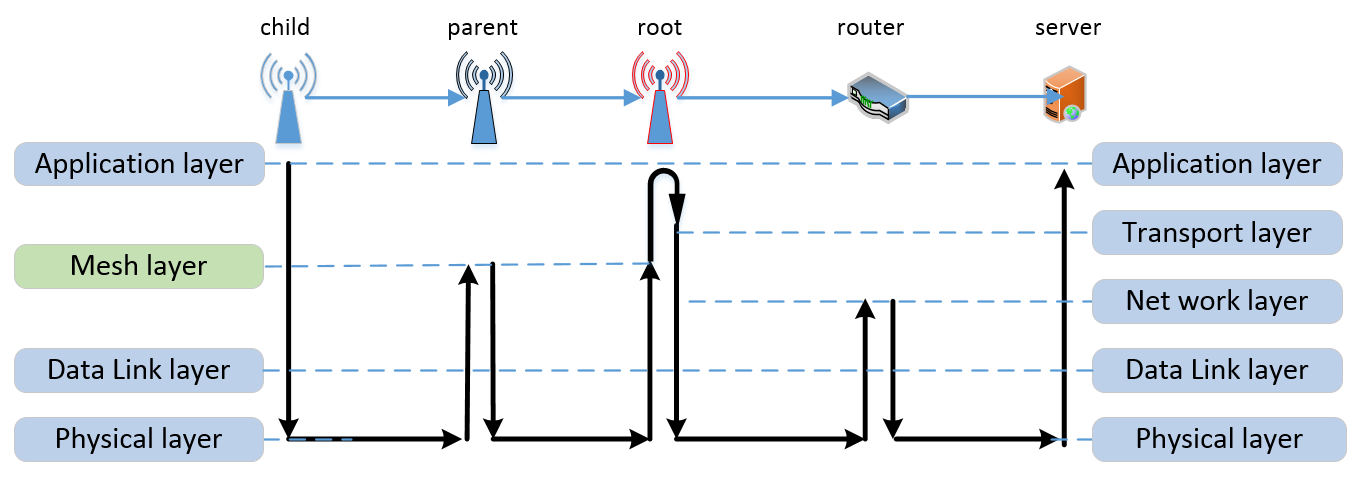 child
parent
root
router
server
Application layer
Application layer
Transport layer
Mesh layer
Net work layer
Data Link layer
Data Link layer
Physical layer
Physical layer